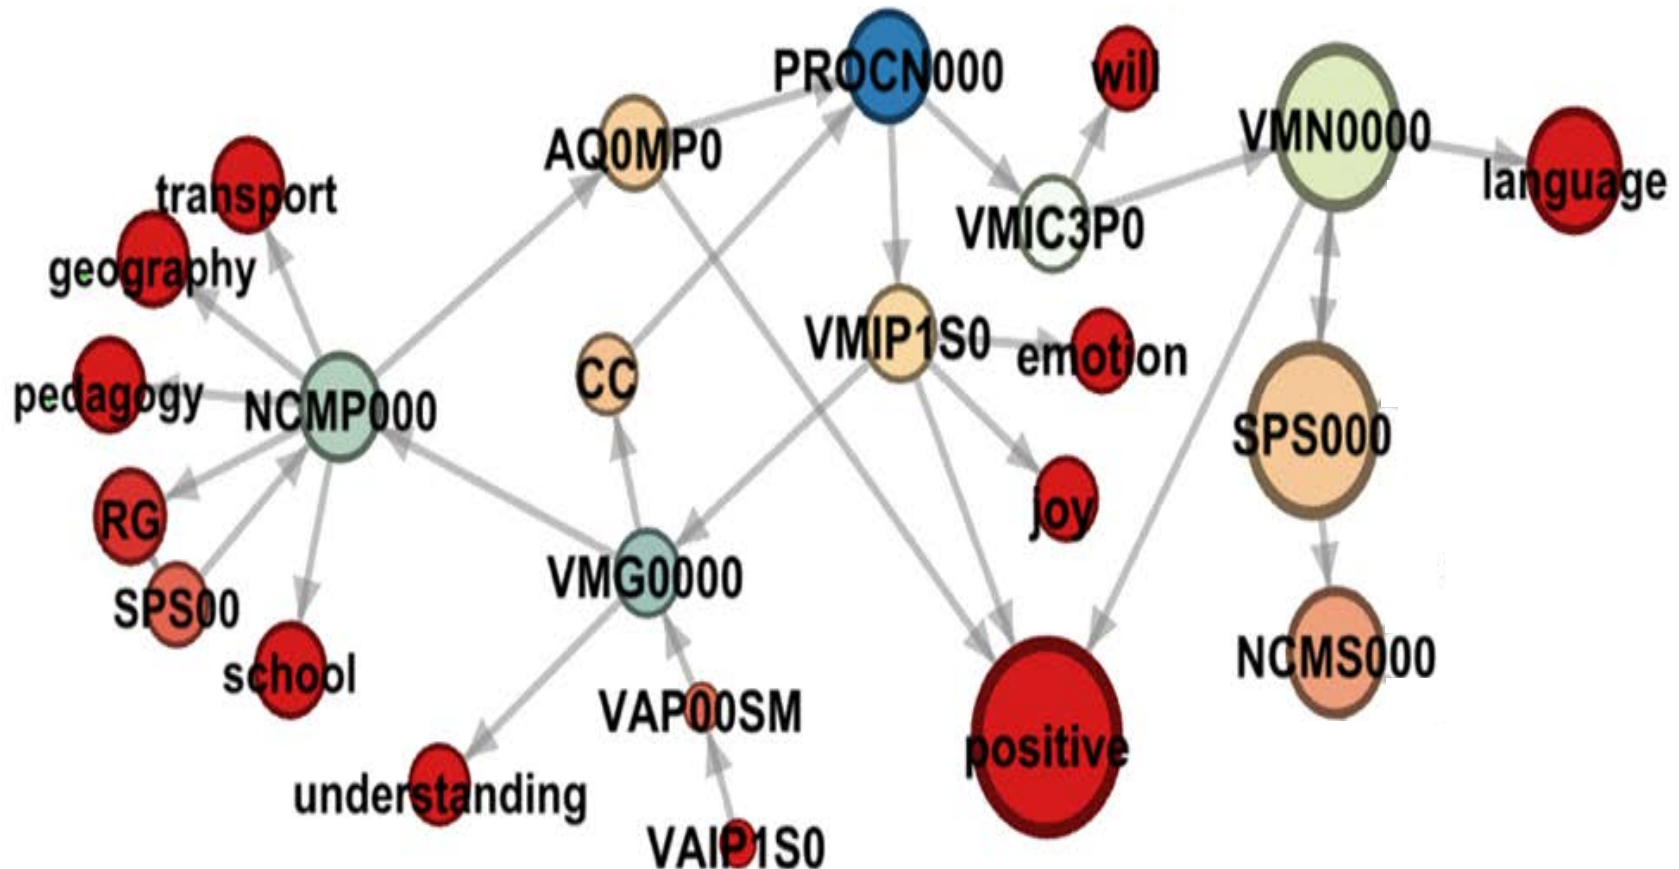 PROCN000
will
VMN0000
AQ0MP0
language
transport
VMIC3P0
geography
VMIP1S0
emotion
CC
pedagogy
NCMP000
SPS000
RG
joy
VMG0000
SPS00
school
NCMS000
VAP00SM
positive
understanding
VAIP1S0